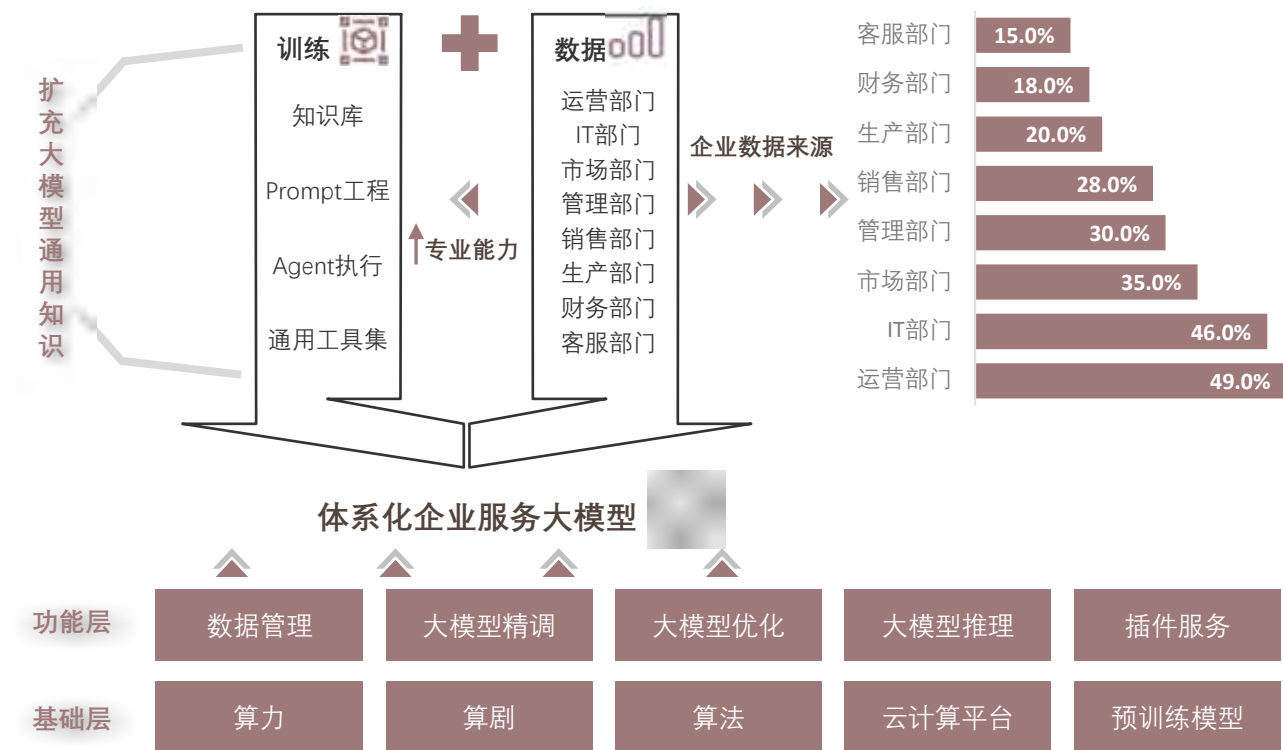 扩充大模型通用知识
训练
知识库
Prompt工程
Agent执行
通用工具集
专业能力
数据
运营部门
IT部门
市场部门
管理部门
销售部门
生产部门
财务部门
客服部门
企业数据来源
客服部门 15.0%
财务部门 18.0%
生产部门 20.0%
销售部门 28.0%
管理部门 30.0%
市场部门 35.0%
IT部门 46.0%
运营部门 49.0%
体系化企业服务大模型
功能层 数据管理 大模型精调 大模型优化 大模型推理 插件服务
基础层 算力 算剧 算法 云计算平台 预训练模型